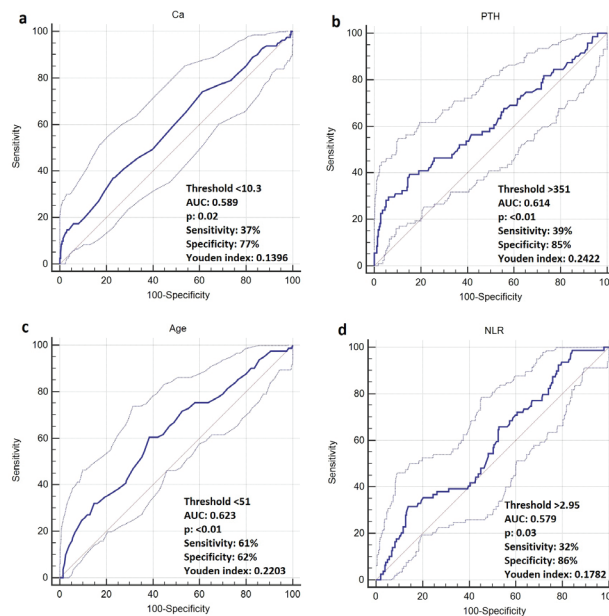 a
Ca
100
80
60
40
20
0
Sensitivity
0 20 40 60 80 100
100-Specificity
Threshold <10.3
AUC: 0.589
p: 0.02
Sensitivity: 37%
Specificity: 77%
Youden index: 0.1396
b
PTH
100
80
60
40
20
0
Sensitivity
0 20 40 60 80 100
100-Specificity
Threshold >351
AUC: 0.614
p: <0.01
Sensitivity: 39%
Specificity: 85%
Youden index: 0.2422
c
Age
100
80
60
40
20
0
Sensitivity
0 20 40 60 80 100
100-Specificity
Threshold <51
AUC: 0.623
p: <0.01
Sensitivity: 61%
Specificity: 62%
Youden index: 0.2203
d
NLR
100
80
60
40
20
0
Sensitivity
0 20 40 60 80 100
100-Specificity
Threshold >2.95
AUC: 0.579
p: 0.03
Sensitivity: 32%
Specificity: 86%
Youden index: 0.1782